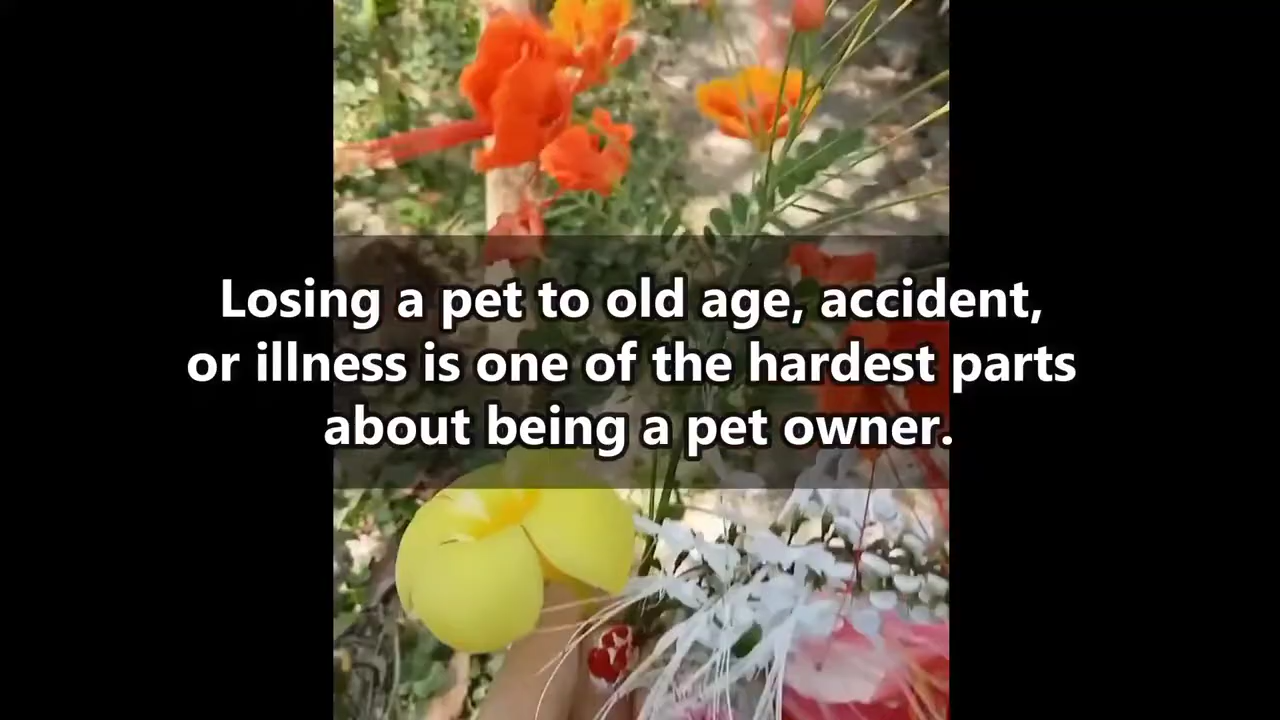 Losing a pet to old age, accident,
or illness is one of the hardest parts
about being a pet owner.